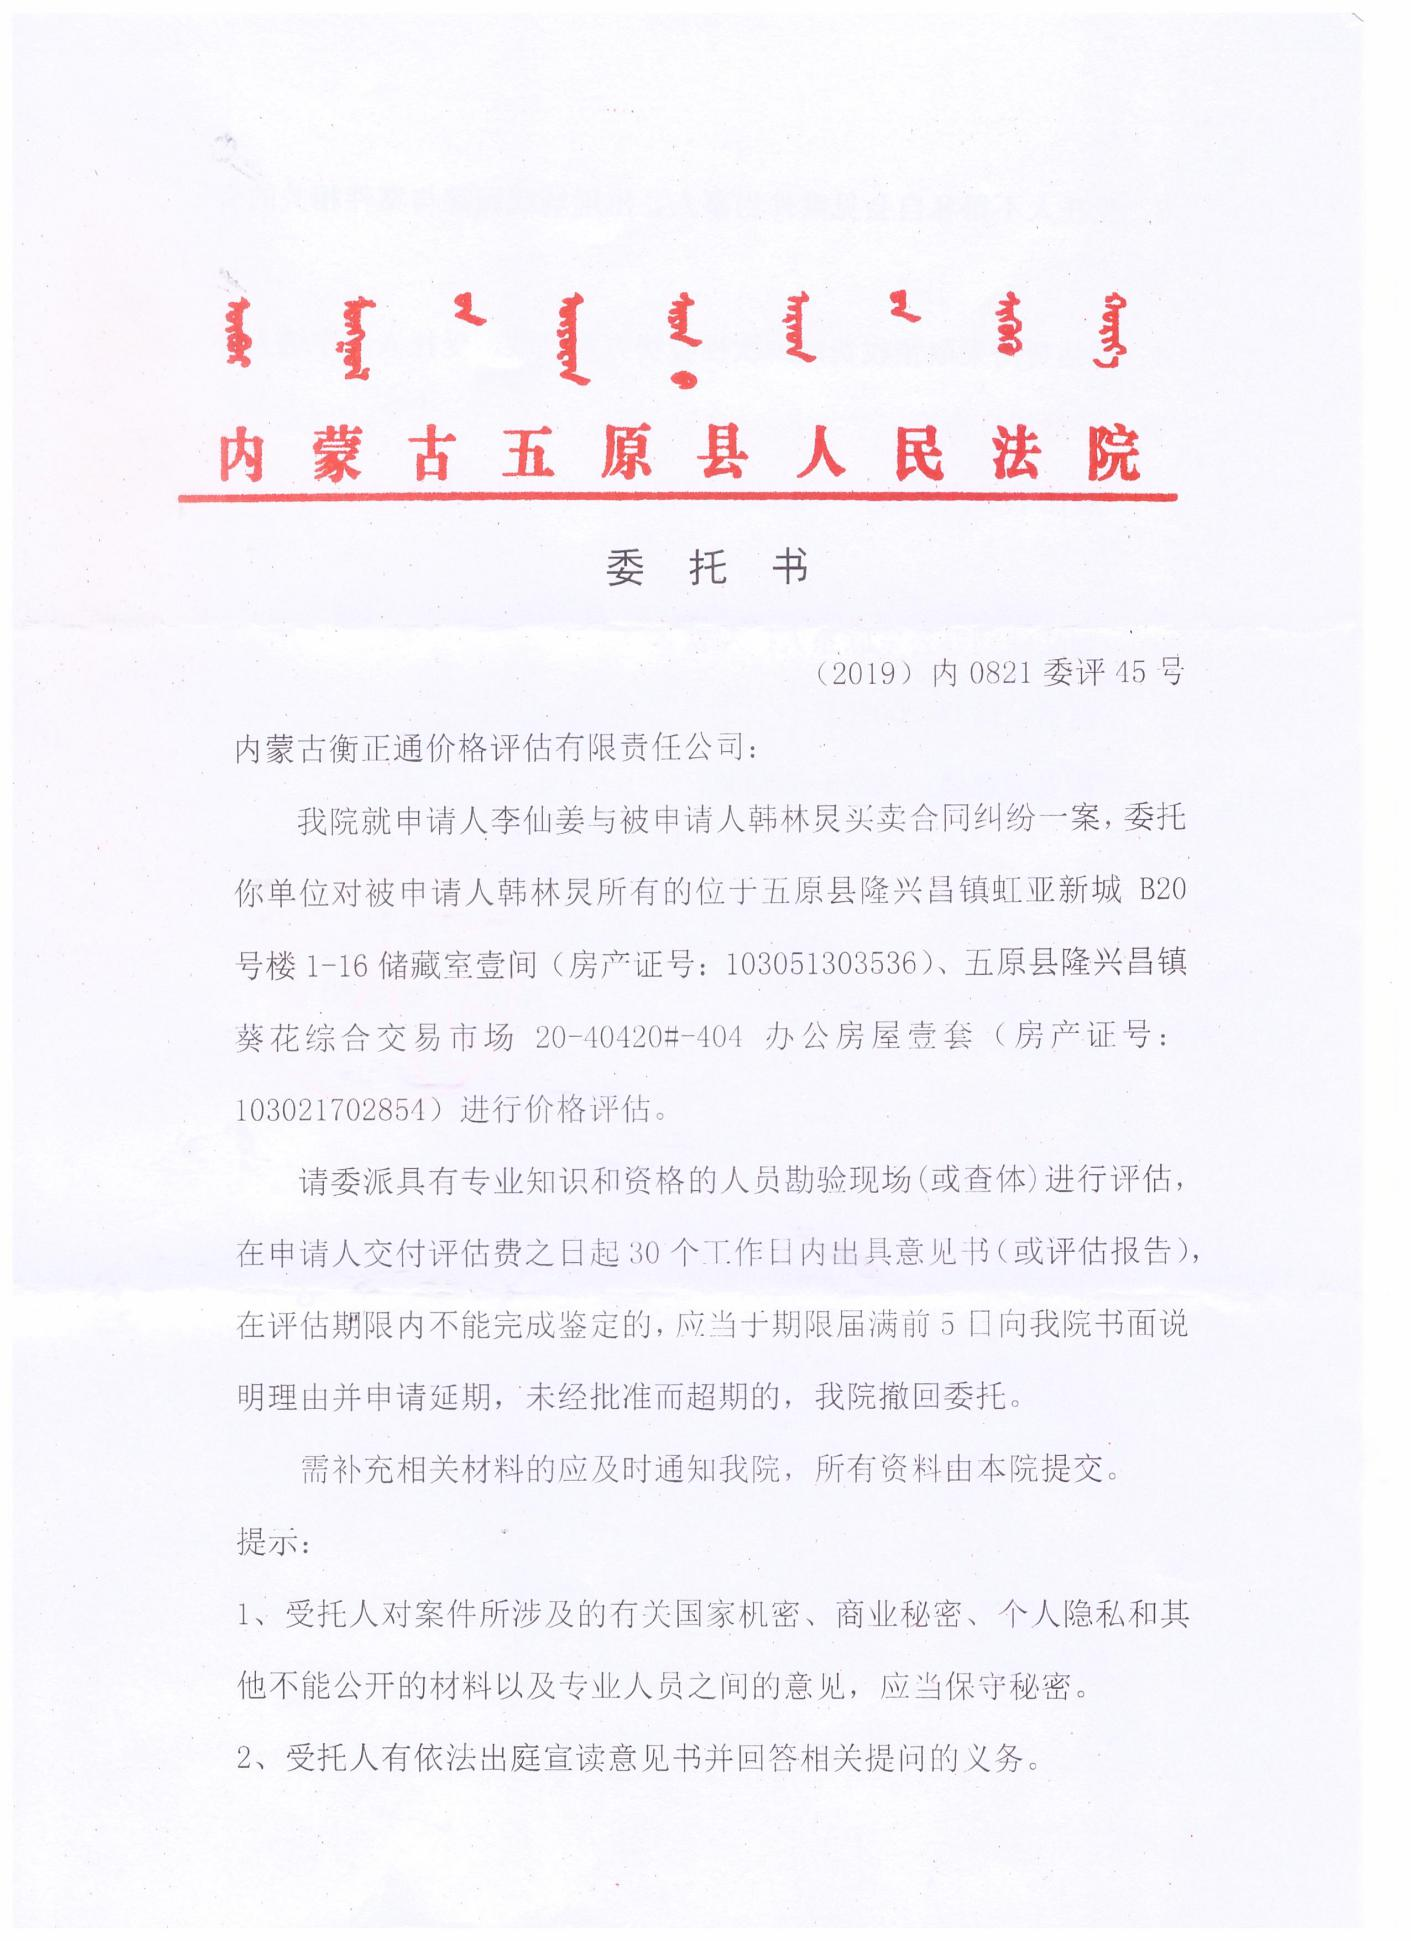 内蒙古五原县人民法院
委托书
（2019）内0821委评45号
内蒙古衡正通价格评估有限责任公司：
我院就申请人李仙姜与被申请人韩林炅买卖合同纠纷一案，委托
你单位对被申请人韩林炅所有的位于五原县隆兴昌镇虹亚新城 B20
号楼1-16储藏室壹间（房产证号：103051303536）、五原县隆兴昌镇
葵花综合交易市场 20-40420#-404 办公房屋壹套（房产证号：
103021702854）进行价格评估。
请委派具有专业知识和资格的人员勘验现场(或查体)进行评估，
在申请人交付评估费之日起30个工作日内出具意见书(或评估报告)，
在评估期限内不能完成鉴定的，应当于期限届满前5日向我院书面说
明理由并申请延期，未经批准而超期的，我院撤回委托。
需补充相关材料的应及时通知我院，所有资料由本院提交。
提示：
1、受托人对案件所涉及的有关国家机密、商业秘密、个人隐私和其
他不能公开的材料以及专业人员之间的意见，应当保守秘密。
2、受托人有依法出庭宣读意见书并回答相关提问的义务。